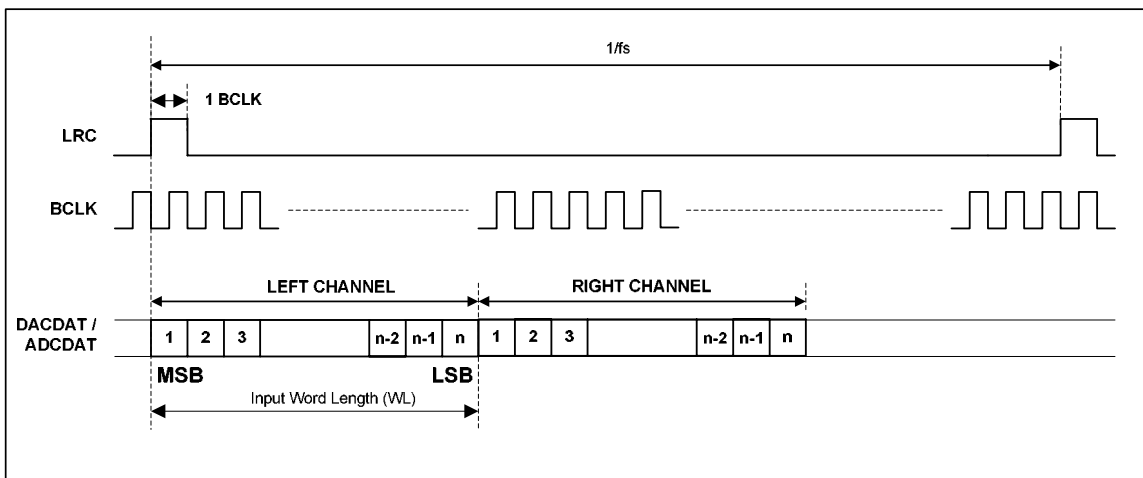 1/fs
1 BCLK
LRC
BCLK
LEFT CHANNEL
RIGHT CHANNEL
DACDAT /
ADCDAT
1 2 3 n-2 n-1 n 1 2 3 n-2 n-1 n
MSB LSB
Input Word Length (WL)